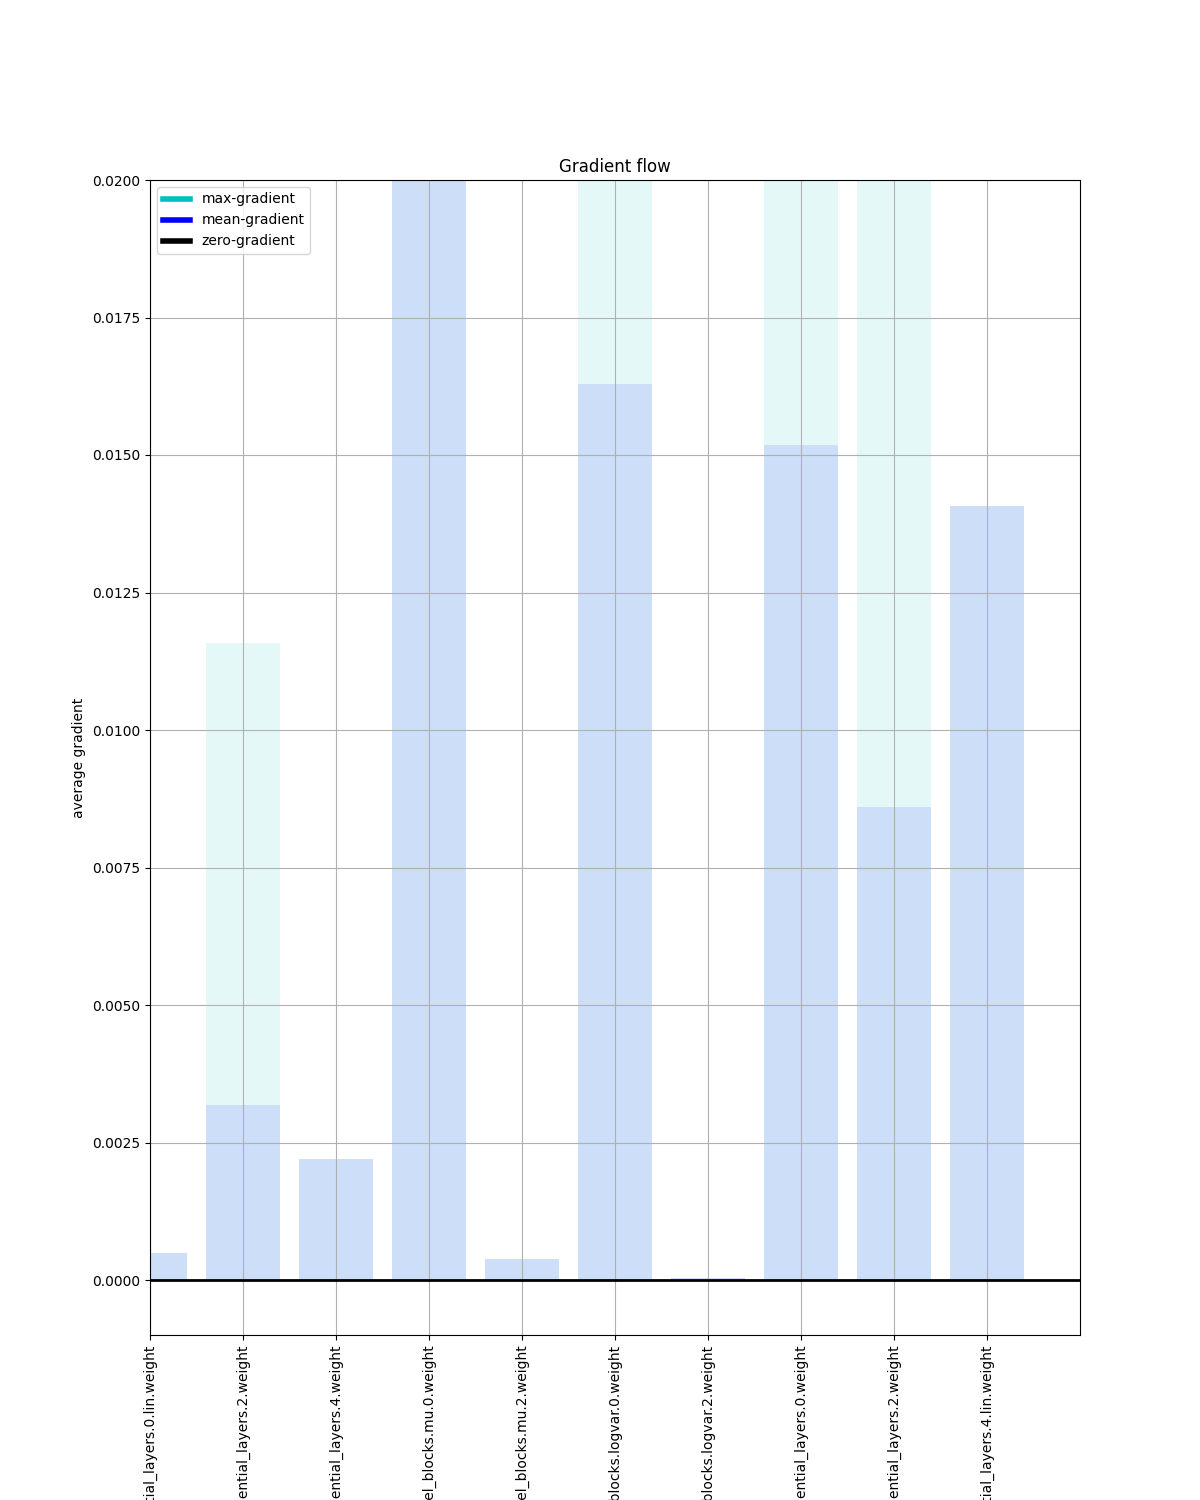 Gradient flow
max-gradient
mean-gradient
zero-gradient
0.0200
0.0175
0.0150
0.0125
0.0100
0.0075
0.0050
0.0025
0.0000
average gradient
tial_layers.0.lin.weight
ential_layers.2.weight
ential_layers.4.weight
el_blocks.mu.0.weight
el_blocks.mu.2.weight
blocks.logvar.0.weight
blocks.logvar.2.weight
ential_layers.0.weight
ential_layers.2.weight
tial_layers.4.lin.weight